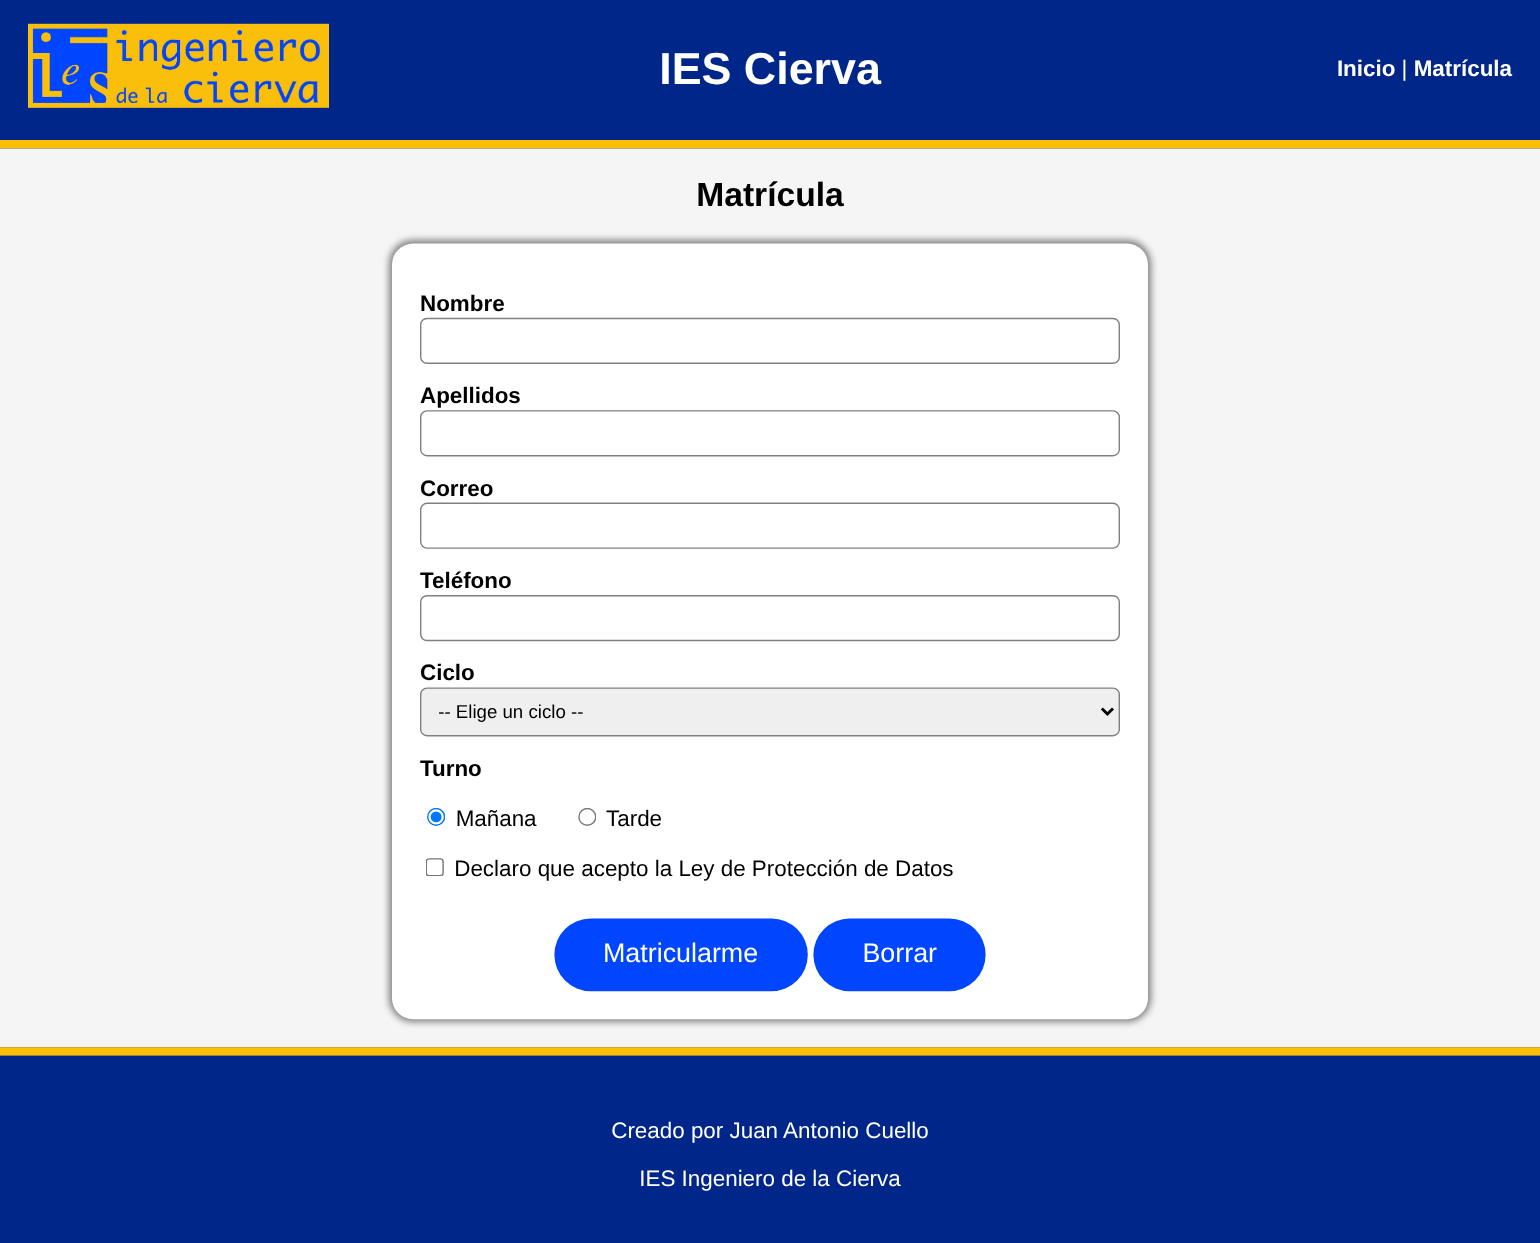 ies ingeniero
de la cierva
IES Cierva
Inicio | Matrícula
Matrícula
Nombre
Apellidos
Correo
Teléfono
Ciclo
-- Elige un ciclo --
Turno
Mañana Tarde
Declaro que acepto la Ley de Protección de Datos
Matricularme Borrar
Creado por Juan Antonio Cuello
IES Ingeniero de la Cierva